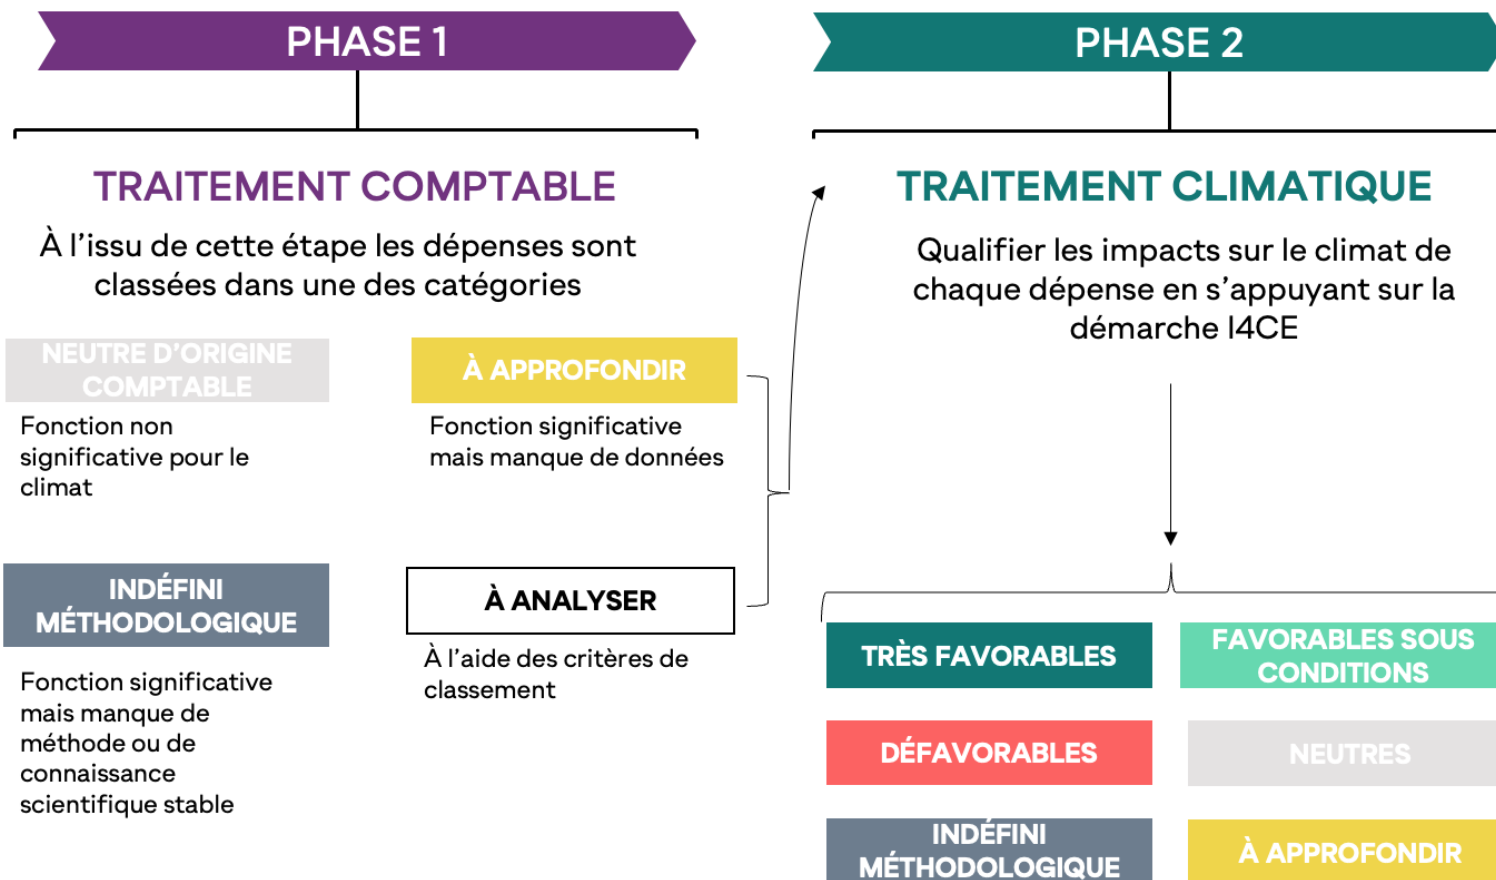 PHASE 1
TRAITEMENT COMPTABLE
À l'issu de cette étape les dépenses sont
classées dans une des catégories
NEUTRE D'ORIGINE
COMPTABLE
Fonction non
significative pour le
climat
À APPROFONDIR
Fonction significative
mais manque de données
INDÉFINI
MÉTHODOLOGIQUE
Fonction significative
mais manque de
méthode ou de
connaissance
scientifique stable
À ANALYSER
À l'aide des critères de
classement
PHASE 2
TRAITEMENT CLIMATIQUE
Qualifier les impacts sur le climat de
chaque dépense en s'appuyant sur la
démarche I4CE
TRÈS FAVORABLES
FAVORABLES SOUS
CONDITIONS
DÉFAVORABLES
NEUTRES
INDÉFINI
MÉTHODOLOGIQUE
À APPROFONDIR